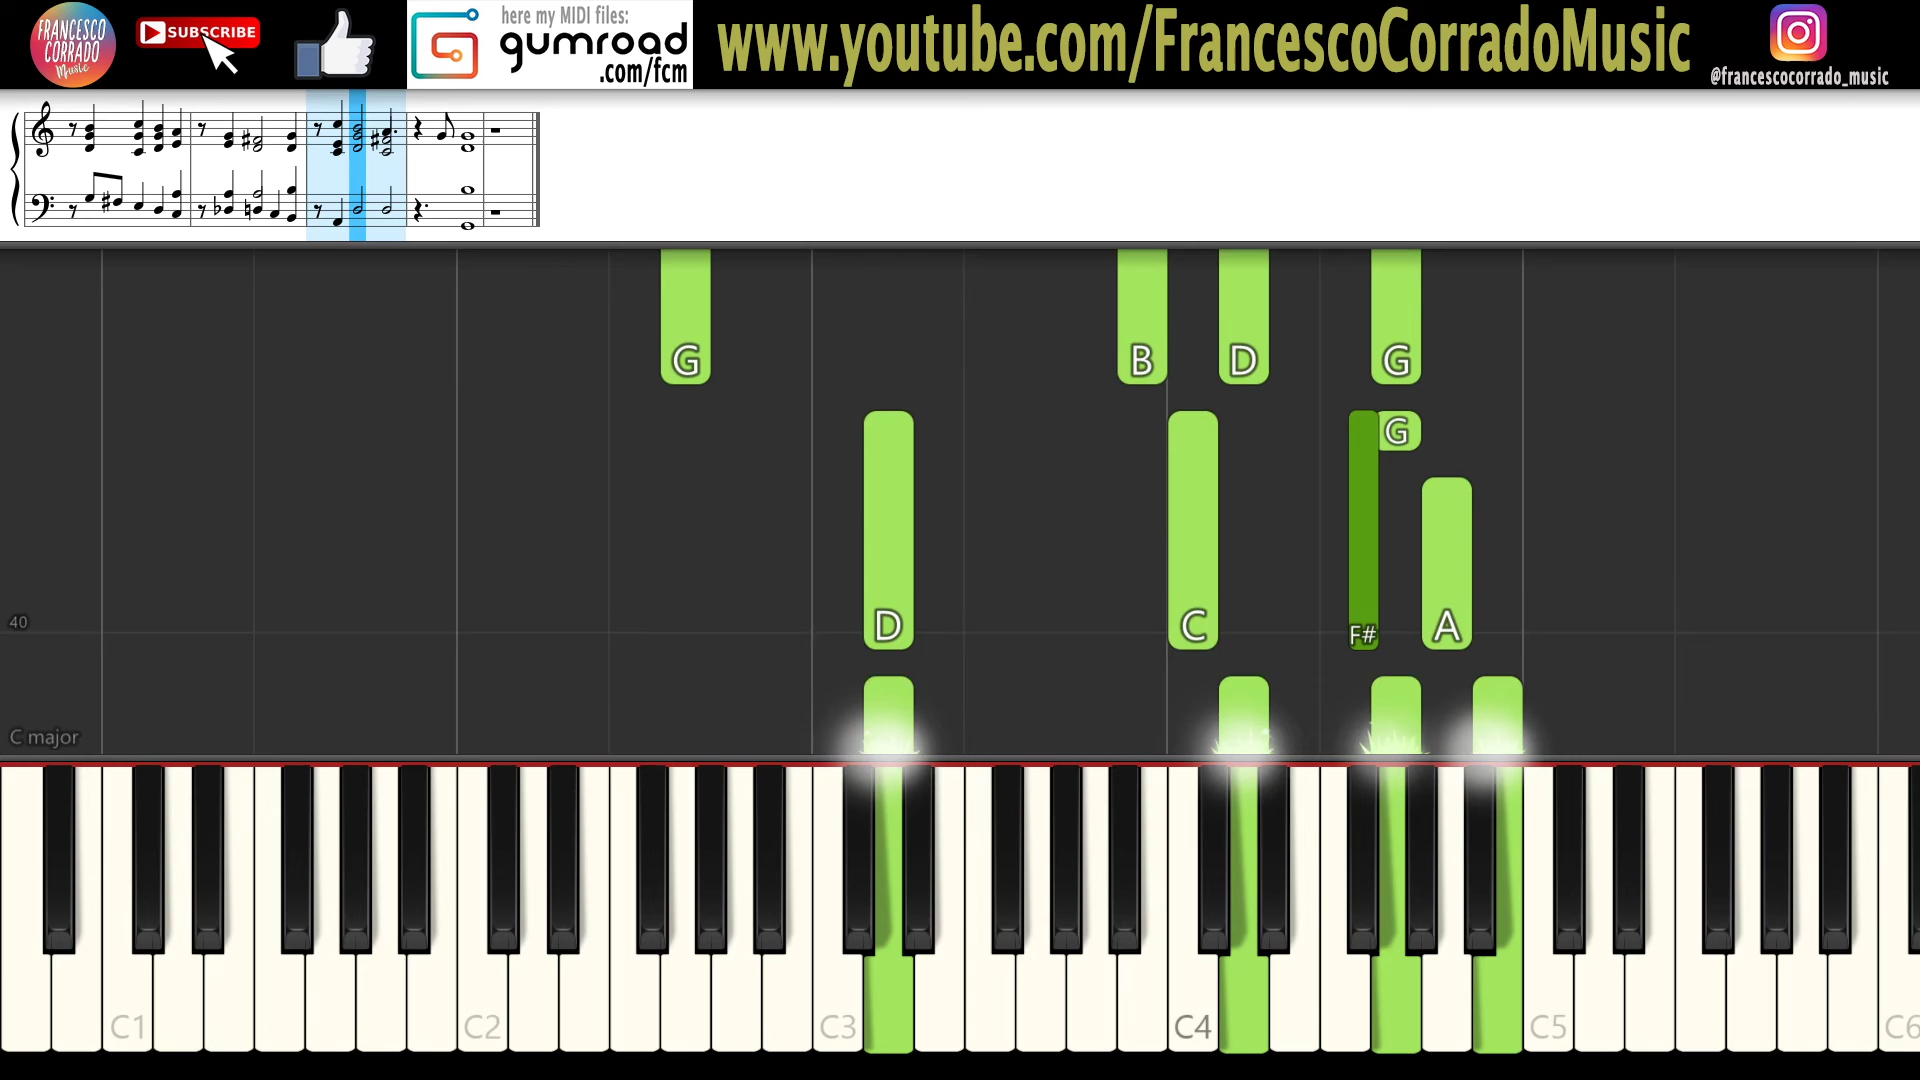 FRANCESCO
CORRADO
Music
SUBSCRIBE
here my MIDI files:
gumroad
.com/fcm
www.youtube.com/FrancescoCorradoMusic
@francescocorrado_music
G
B
D
G
G
D
C
F#
A
40
C major
C1
C2
C3
C4
C5
C6